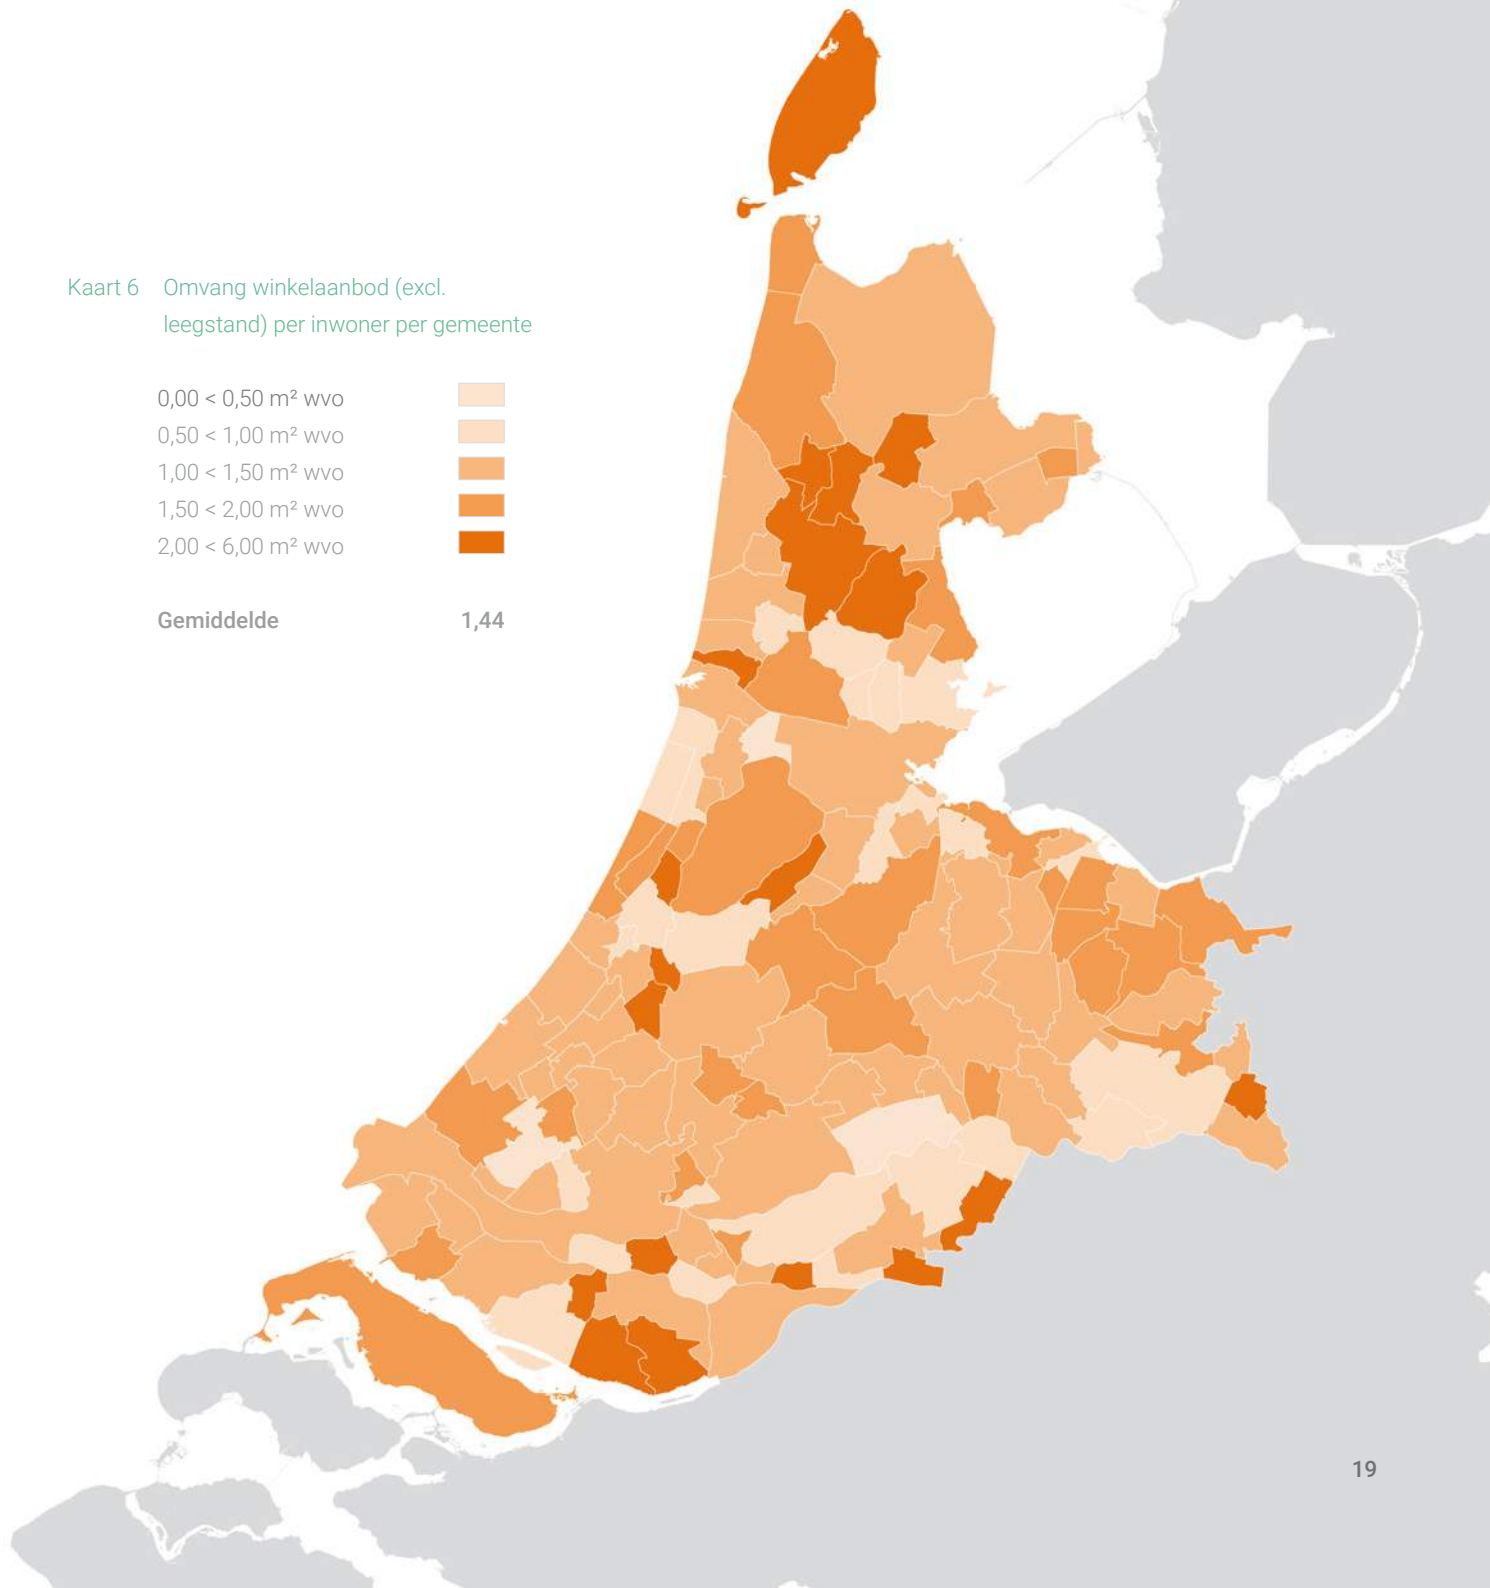 Kaart 6 Omvang winkelaanbod (excl.
leegstand) per inwoner per gemeente
0,00 < 0,50 m² wvo
0,50 < 1,00 m² wvo
1,00 < 1,50 m² wvo
1,50 < 2,00 m² wvo
2,00 < 6,00 m² wvo
Gemiddelde 1,44
19